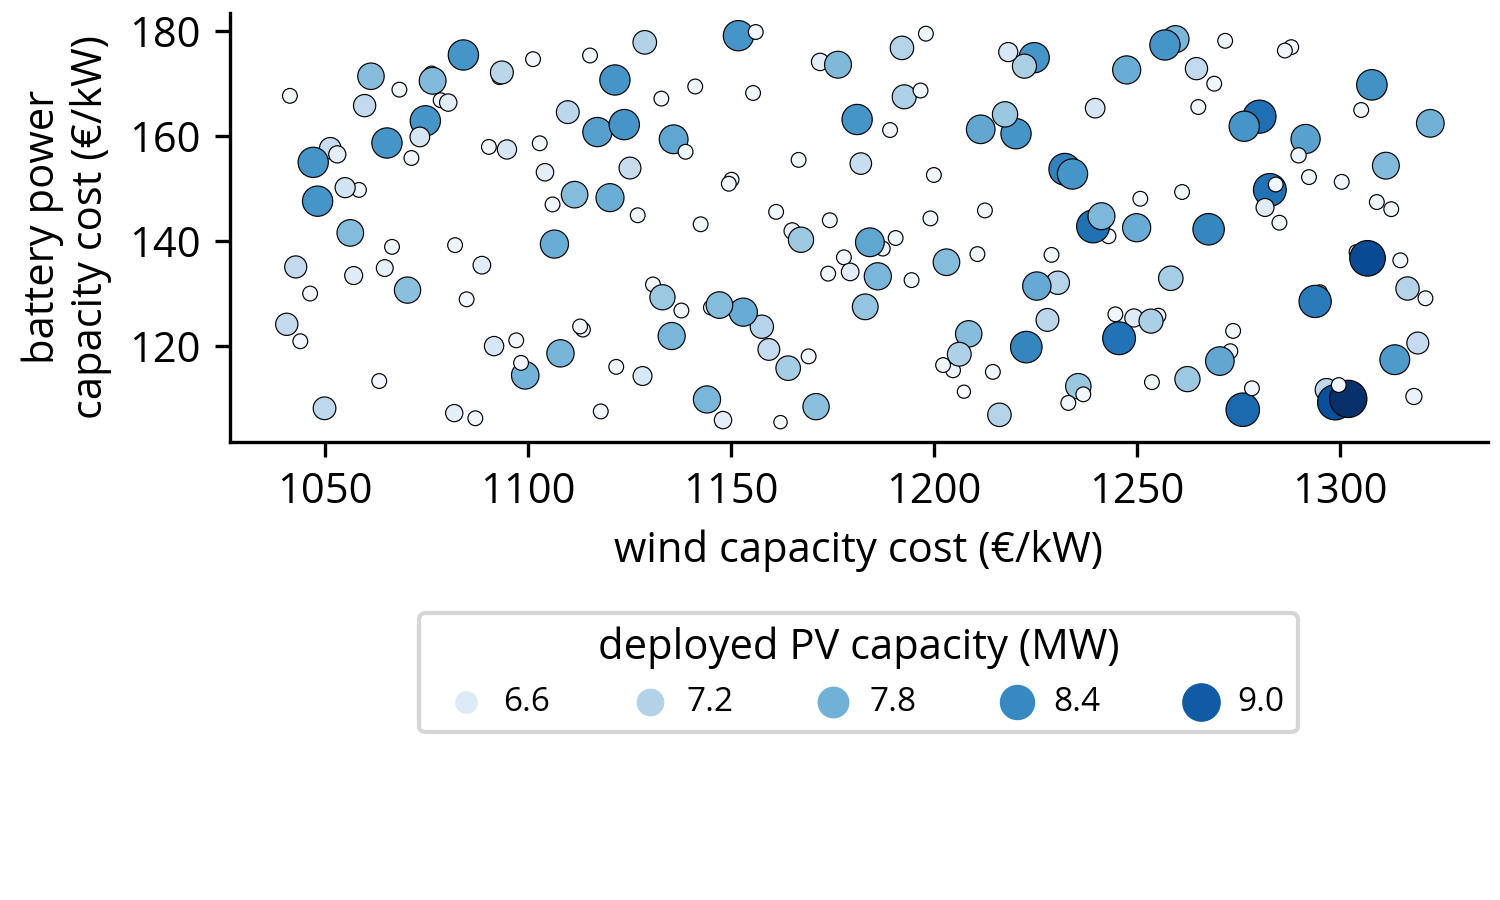 battery power
capacity cost (€/kW)
180
160
140
120
1050 1100 1150 1200 1250 1300
wind capacity cost (€/kW)
deployed PV capacity (MW)
6.6 7.2 7.8 8.4 9.0